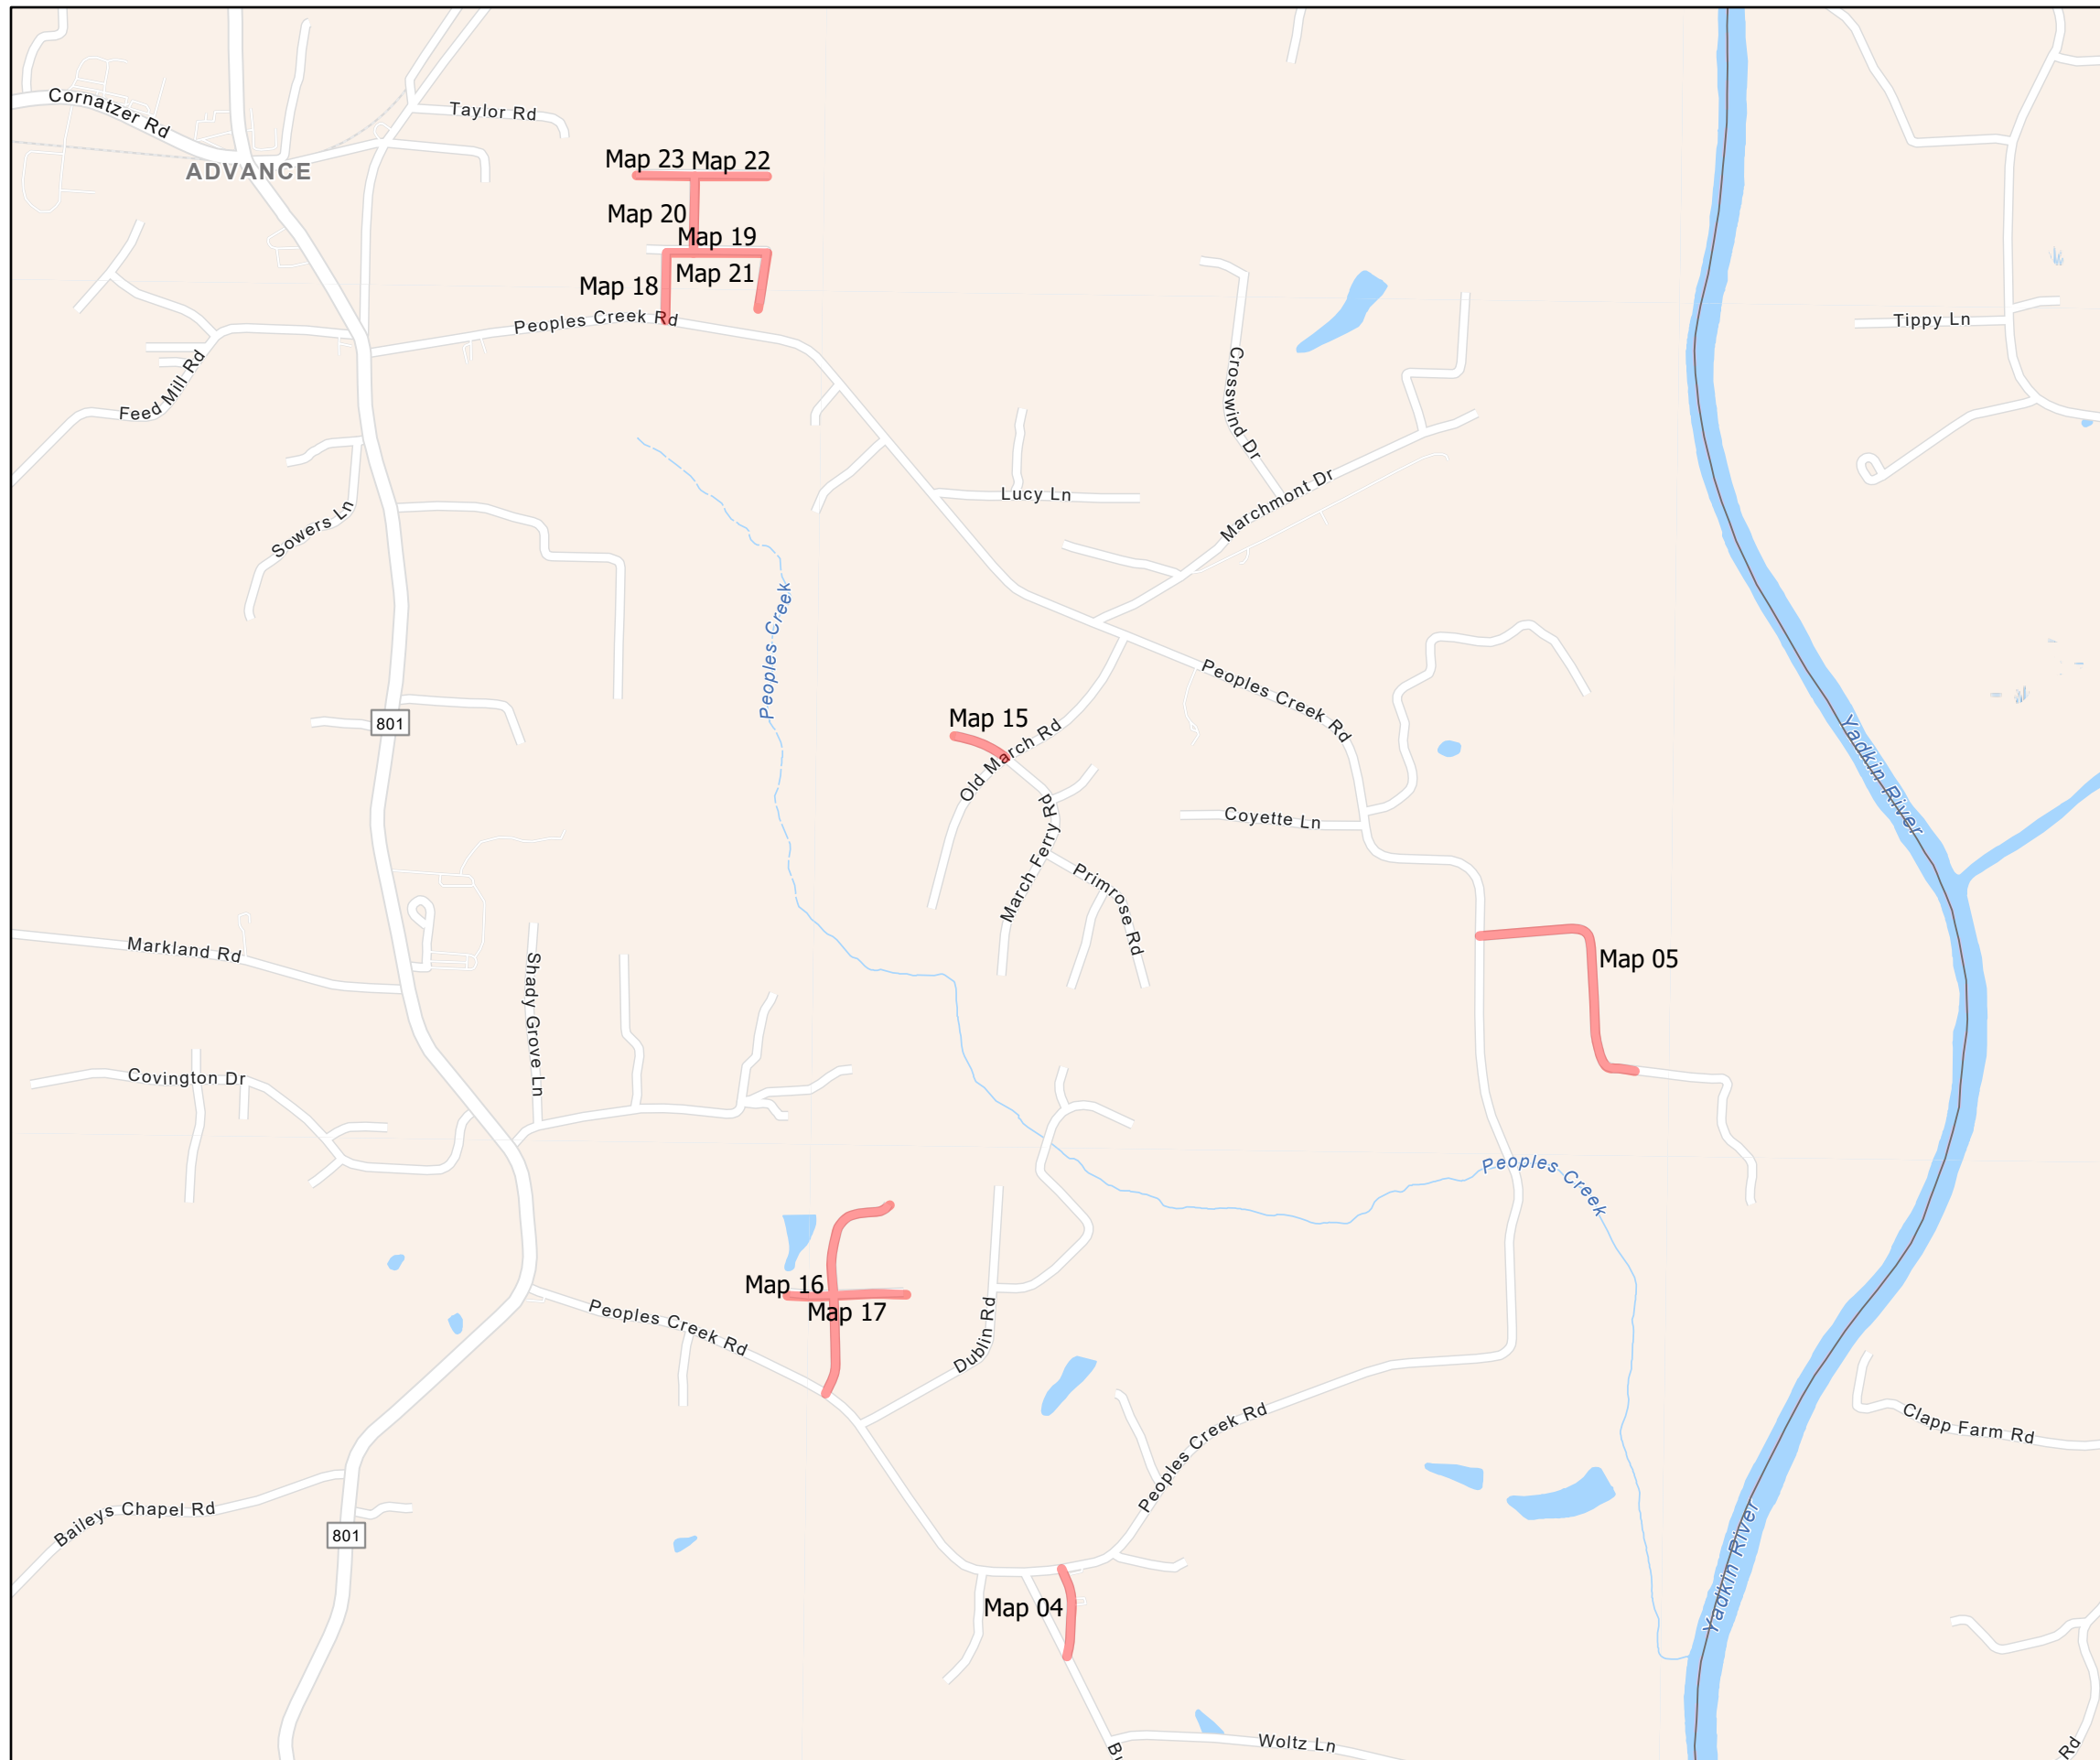 Cornatzer Rd
Taylor Rd
ADVANCE
Map 23
Map 22
Map 20
Map 19
Map 21
Map 18
Peoples Creek Rd
Feed Mill Rd
Tippy Ln
Crosswind Dr
Lucy Ln
Marchmont Dr
Sowers Ln
Peoples Creek
Peoples Creek Rd
801
Map 15
Old March Rd
Yadkin River
Coyette Ln
March Ferry Rd
Primrose Rd
Markland Rd
Map 05
Shady Grove Ln
Covington Dr
Peoples Creek
Map 16
Map 17
Peoples Creek Rd
Dublin Rd
Clapp Farm Rd
Peoples Creek Rd
Baileys Chapel Rd
801
Yadkin River
Map 04
Woltz Ln
Rd